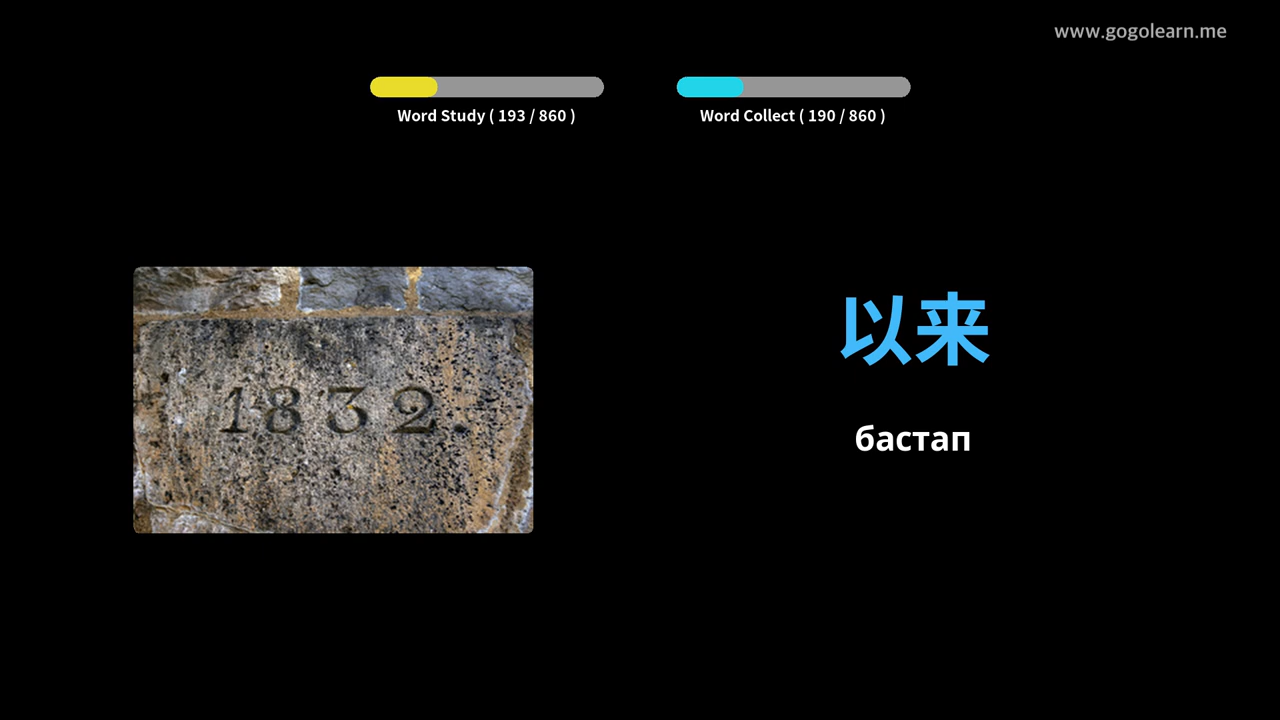 www.gogolearn.me
Word Study ( 193 / 860 )
Word Collect ( 190 / 860 )
1832.
以来
бастап